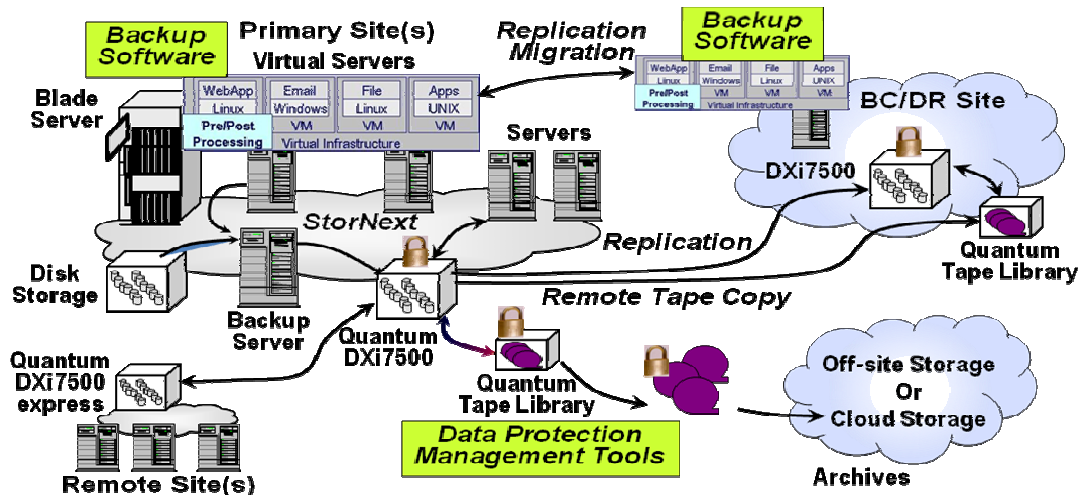 Backup
Software
Primary Site(s)
Virtual Servers
Replication
Migration
Backup
Software
WebApp
Linux
Pre/Post
Processing
Email
Windows
VM
File
Linux
VM
Apps
UNIX
VM
Virtual Infrastructure
WebApp
Linux
Pre/Post
Processing
Email
Windows
VM
File
Linux
VM
Apps
UNIX
VM
Virtual Infrastructure
Blade
Server
Servers
BC/DR Site
DXi7500
StorNext
Replication
Quantum
Tape Library
Disk
Storage
Remote Tape Copy
Backup
Server
Quantum
DXi7500
Quantum
DXi7500
express
Quantum
Tape Library
Off-site Storage
Or
Cloud Storage
Data Protection
Management Tools
Archives
Remote Site(s)